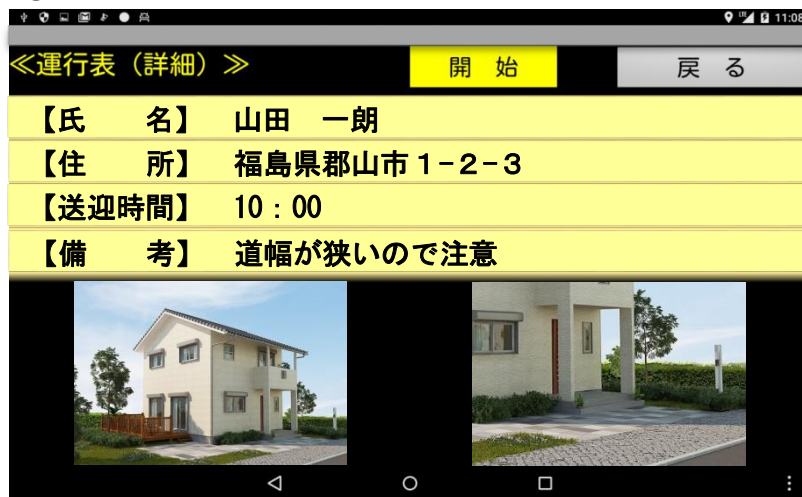 11:08
≪運行表（詳細）≫　開　始　戻　る
【氏　　名】　山田　一朗
【住　　所】　福島県郡山市１−２−３
【送迎時間】　10：00
【備　　考】　道幅が狭いので注意